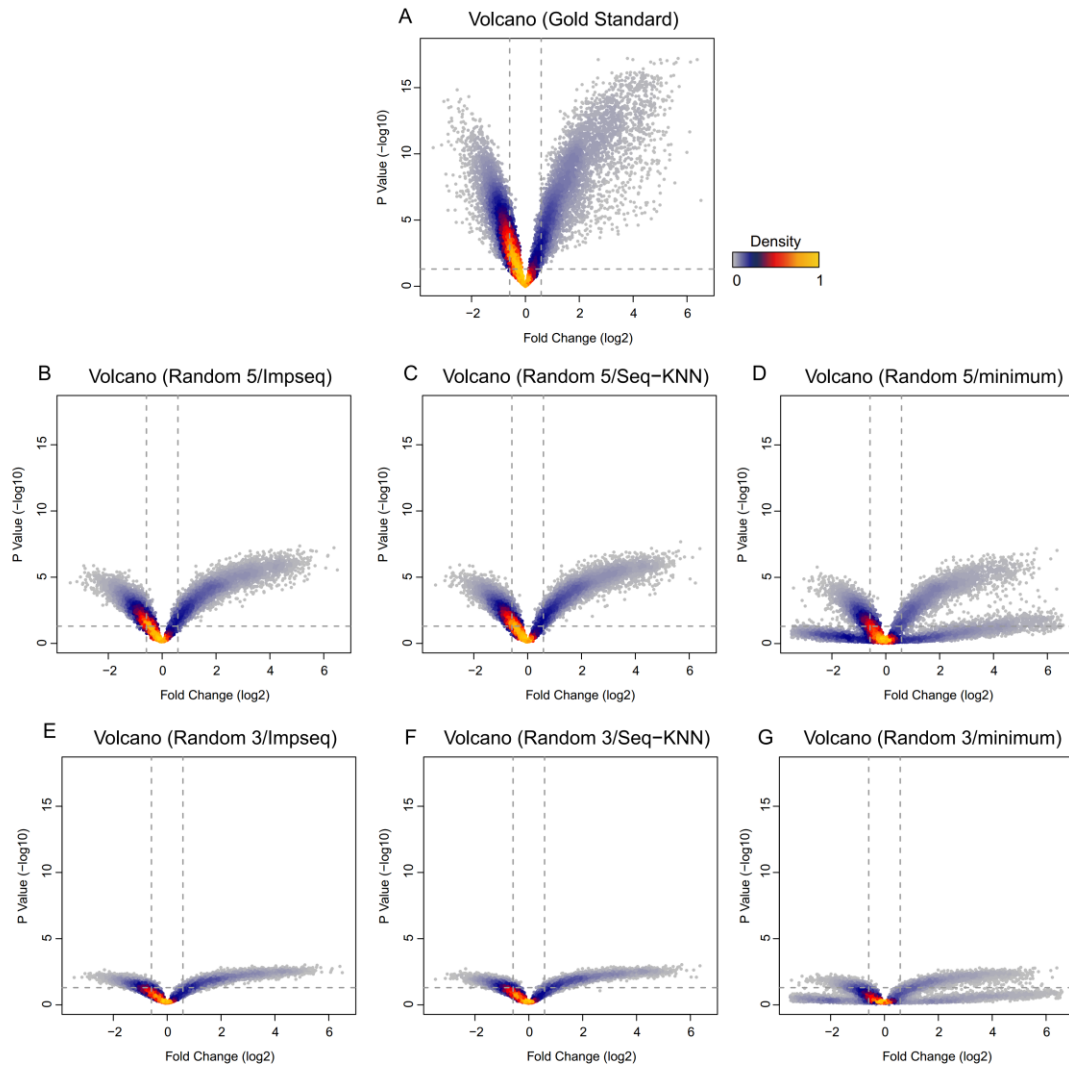 A Volcano (Gold Standard)
15
10
5
0
P Value (−log10)
−2 0 2 4 6
Fold Change (log2)
Density
0 1
B Volcano (Random 5/Impseq)
15
10
5
0
P Value (−log10)
−2 0 2 4 6
Fold Change (log2)
C Volcano (Random 5/Seq−KNN)
15
10
5
0
P Value (−log10)
−2 0 2 4 6
Fold Change (log2)
D Volcano (Random 5/minimum)
15
10
5
0
P Value (−log10)
−2 0 2 4 6
Fold Change (log2)
E Volcano (Random 3/Impseq)
15
10
5
0
P Value (−log10)
−2 0 2 4 6
Fold Change (log2)
F Volcano (Random 3/Seq−KNN)
15
10
5
0
P Value (−log10)
−2 0 2 4 6
Fold Change (log2)
G Volcano (Random 3/minimum)
15
10
5
0
P Value (−log10)
−2 0 2 4 6
Fold Change (log2)